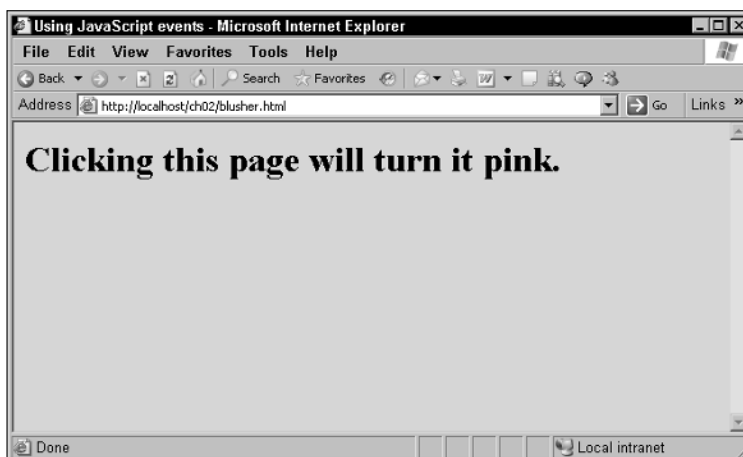 Using JavaScript events - Microsoft Internet Explorer
File Edit View Favorites Tools Help
Back Search Favorites W
Address http://localhost/ch02/blusher.html Go Links »
Clicking this page will turn it pink.
Done Local intranet